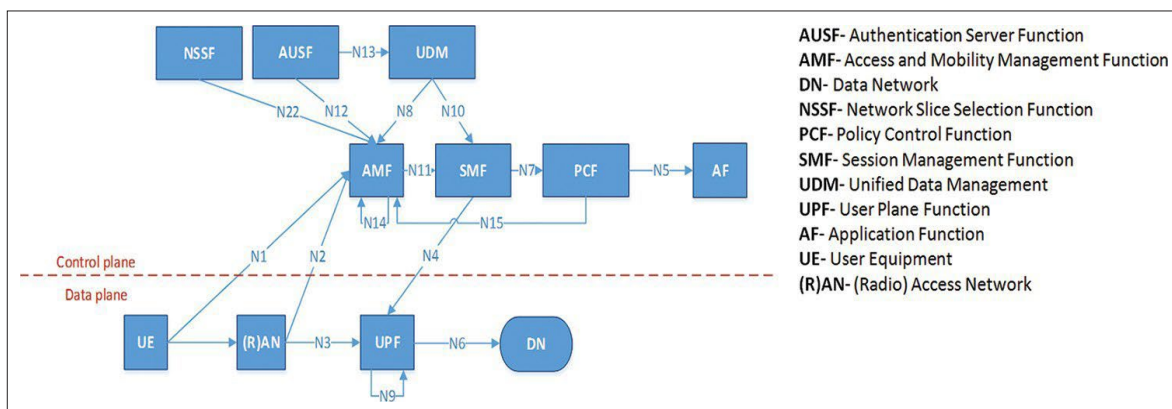 NSSF
AUSF
N13
UDM
N22
N12
N8
N10
AMF
N11
SMF
N7
PCF
N5
AF
N14
N15
N1
N2
N4
Control plane
Data plane
UE
(R)AN
N3
UPF
N6
DN
N9
AUSF- Authentication Server Function
AMF- Access and Mobility Management Function
DN- Data Network
NSSF- Network Slice Selection Function
PCF- Policy Control Function
SMF- Session Management Function
UDM- Unified Data Management
UPF- User Plane Function
AF- Application Function
UE- User Equipment
(R)AN- (Radio) Access Network